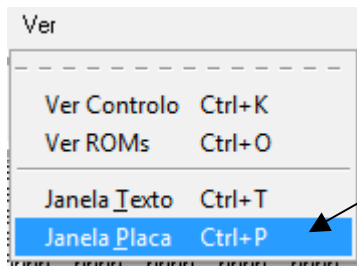 Ver
Ver Controlo Ctrl+K
Ver ROMs Ctrl+O
Janela Texto Ctrl+T
Janela Placa Ctrl+P